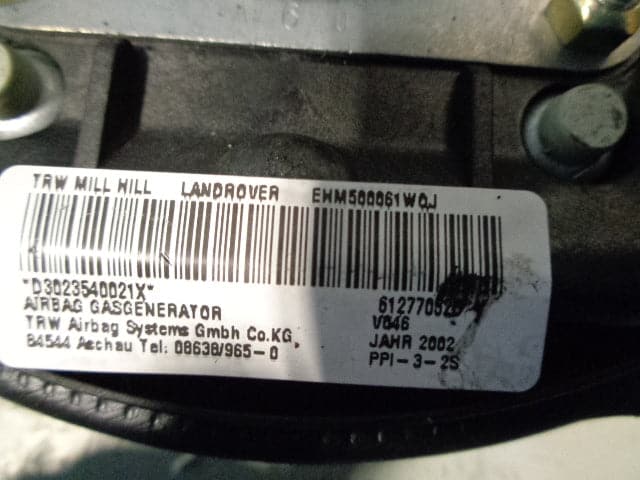 TRW MILL HILL LANDROVER EHM500061WQJ
*D3023540021X*
AIRBAG GASGENERATOR
TRW Airbag Systems Gmbh Co.KG.
84544 Aschau Tel: 08638/965-0
V046
JAHR 2002
PPI-3-2S